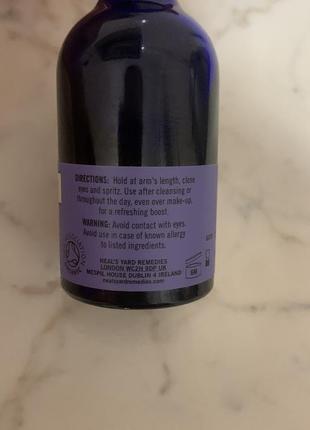 DIRECTIONS: Hold at arm's length, close
eyes and spritz. Use after cleansing or
throughout the day, even over make-up,
for a refreshing boost.
WARNING: Avoid contact with eyes.
Avoid use in case of known allergy
to listed ingredients.
NEAL'S YARD REMEDIES
LONDON WC2H 9DP UK
MESPIL HOUSE DUBLIN 4 IRELAND
nealsyardremedies.com
6M